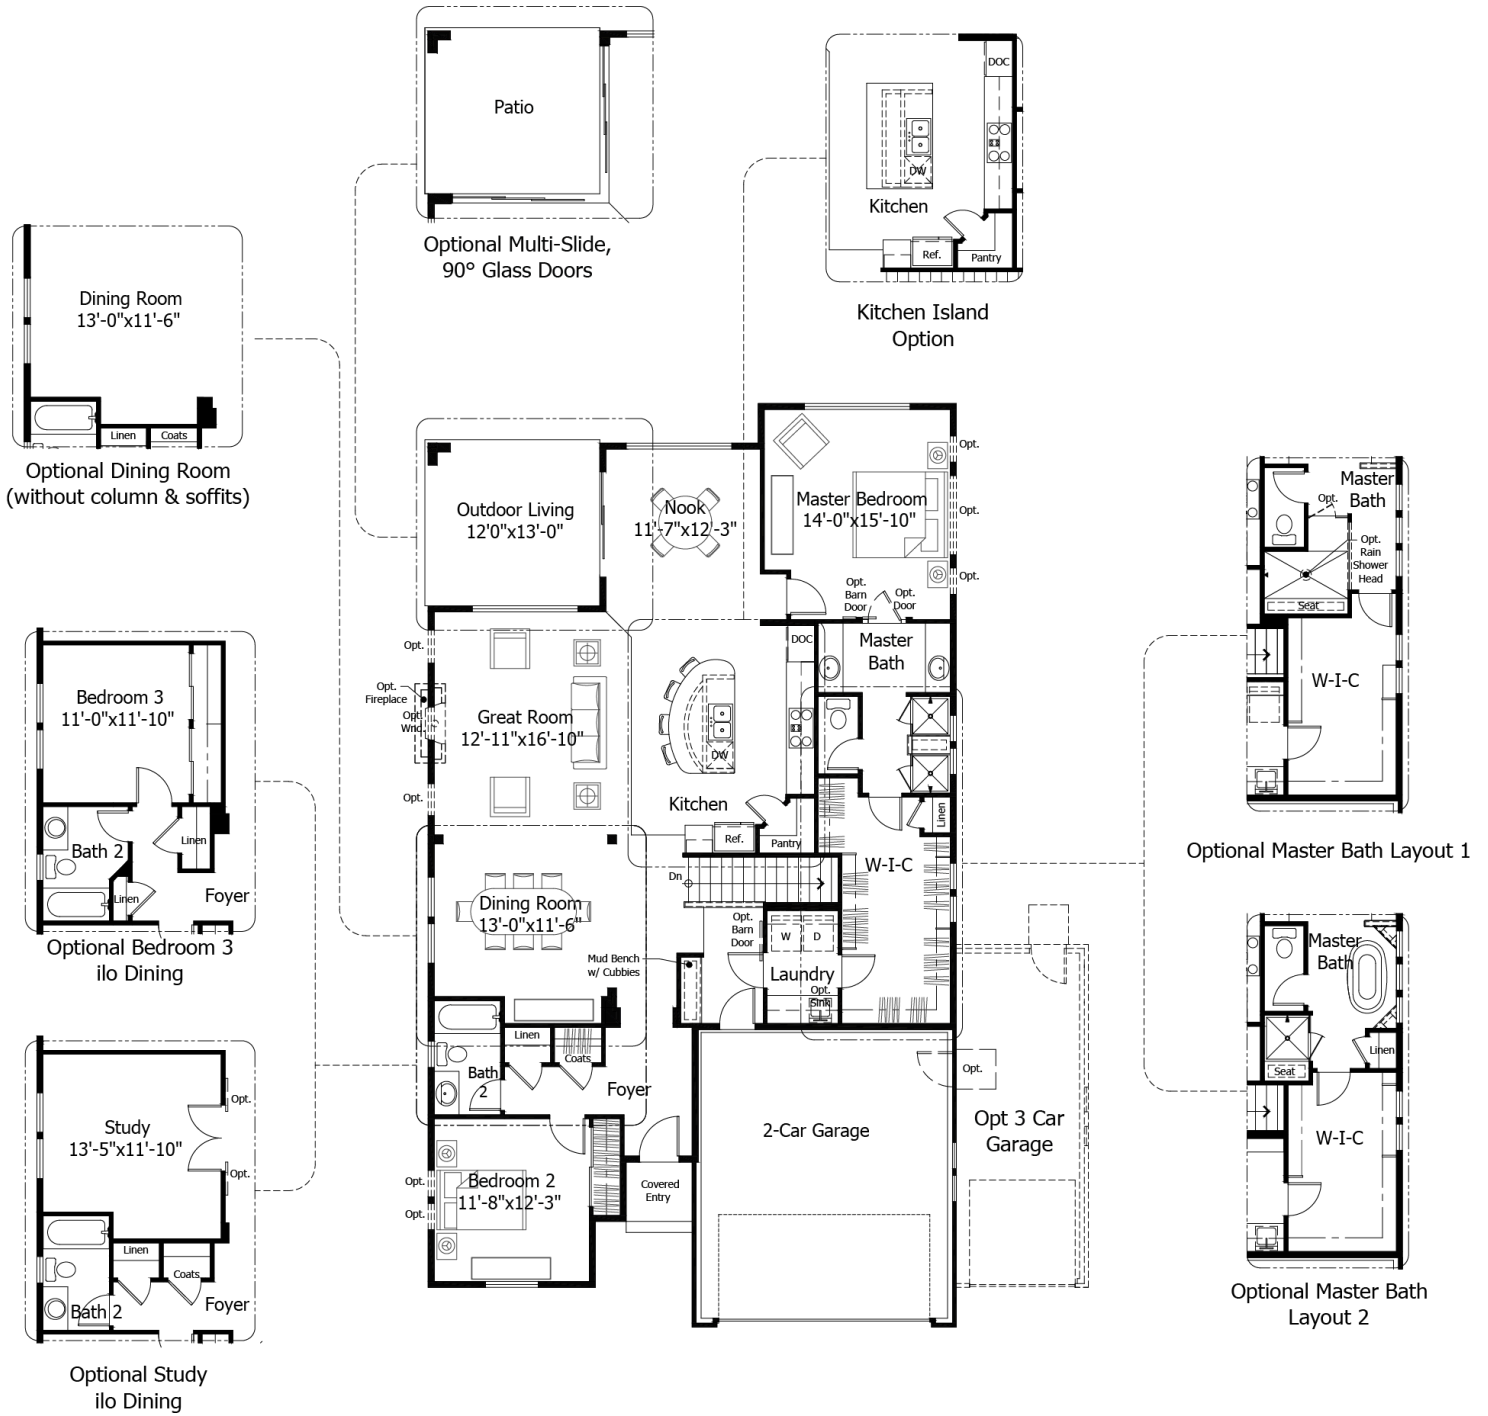 Patio
Optional Multi-Slide,
90° Glass Doors
DOC
DW
Kitchen
Ref.
Pantry
Kitchen Island
Option
Dining Room
13'-0"x11'-6"
Linen
Coats
Optional Dining Room
(without column & soffits)
Outdoor Living
12'0"x13'-0"
Nook
11'-7"x12'-3"
Master Bedroom
14'-0"x15'-10"
Opt.
Opt.
Opt.
Opt.
Barn
Door
Opt.
Door
Master
Bath
DOC
Opt.
Opt.
Fireplace
Opt.
Wnd.
Opt.
Great Room
12'-11"x16'-10"
DW
Kitchen
Ref.
Pantry
Linen
W-I-C
Dn
Dining Room
13'-0"x11'-6"
Opt.
Barn
Door
W
D
Mud Bench
w/ Cubbies
Laundry
Opt.
Sink
Linen
Coats
Bath
2
Foyer
Opt.
2-Car Garage
Opt 3 Car
Garage
Bedroom 2
11'-8"x12'-3"
Opt.
Opt.
Covered
Entry
Bedroom 3
11'-0"x11'-10"
Linen
Bath 2
Linen
Foyer
Optional Bedroom 3
ilo Dining
Study
13'-5"x11'-10"
Opt.
Opt.
Linen
Coats
Bath 2
Foyer
Optional Study
ilo Dining
Master
Bath
Opt.
Opt.
Rain
Shower
Head
Seat
W-I-C
Optional Master Bath Layout 1
Master
Bath
Linen
Seat
W-I-C
Optional Master Bath
Layout 2